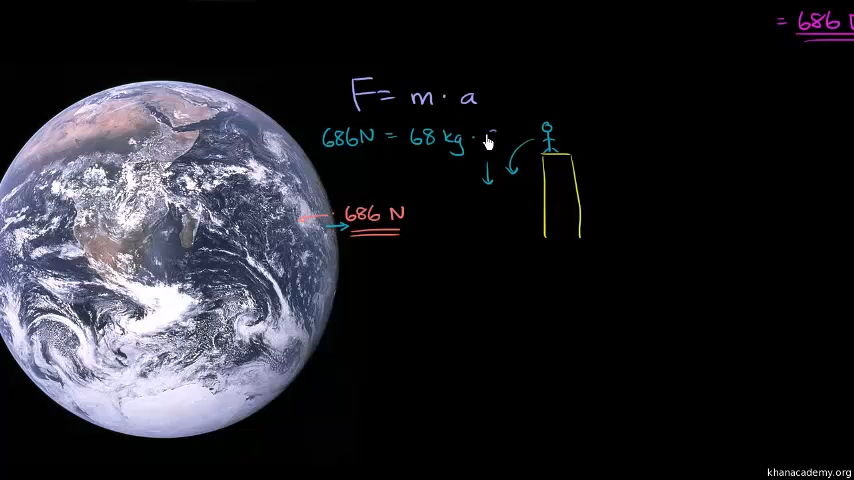 = 686
F = m · a
686N = 68 kg ·
686 N
khanacademy.org